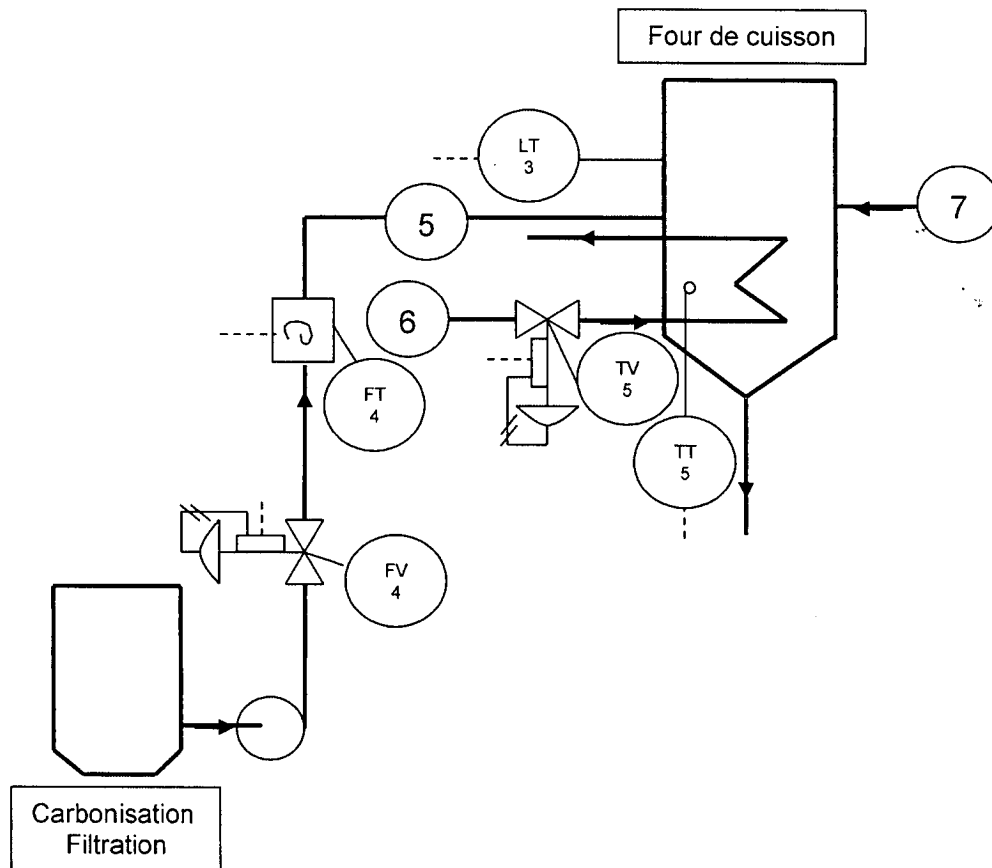 Four de cuisson
LT
3
5
7
6
FT
4
TV
5
TT
5
FV
4
Carbonisation
Filtration